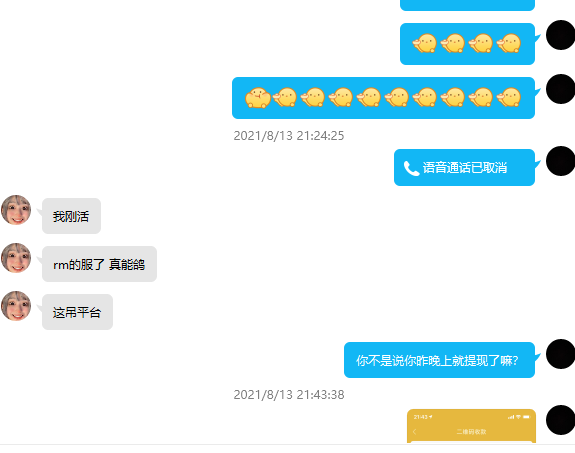 2021/8/13 21:24:25
语音通话已取消
我刚活
rm的服了 真能鸽
这吊平台
你不是说你昨晚上就提现了嘛?
2021/8/13 21:43:38
21:43
二维码收款